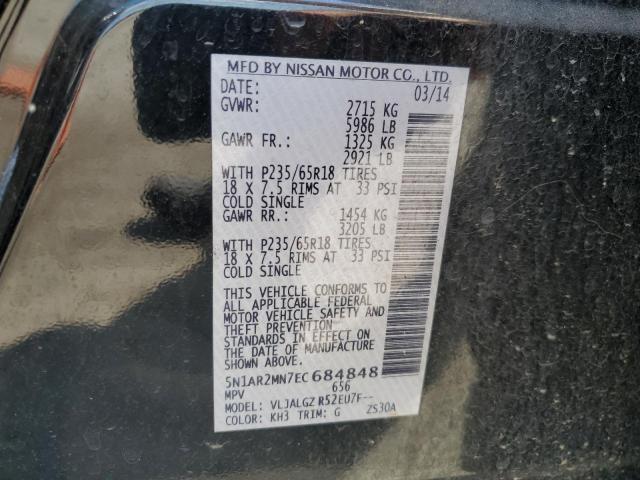 MFD BY NISSAN MOTOR CO., LTD.
DATE: 03/14
GVWR: 2715 KG
5986 LB
GAWR FR.: 1325 KG
2921 LB
WITH P235/65R18 TIRES
18 X 7.5 RIMS AT 33 PSI
COLD SINGLE
GAWR RR.: 1454 KG
3205 LB
WITH P235/65R18 TIRES
18 X 7.5 RIMS AT 33 PSI
COLD SINGLE
THIS VEHICLE CONFORMS TO
ALL APPLICABLE FEDERAL
MOTOR VEHICLE SAFETY AND
THEFT PREVENTION
STANDARDS IN EFFECT ON
THE DATE OF MFR. SHOWN
ABOVE.
5N1AR2MN7EC684848
MPV 656
MODEL: VLJALGZ R52EU7F--
COLOR: KH3 TRIM: G ZS30A